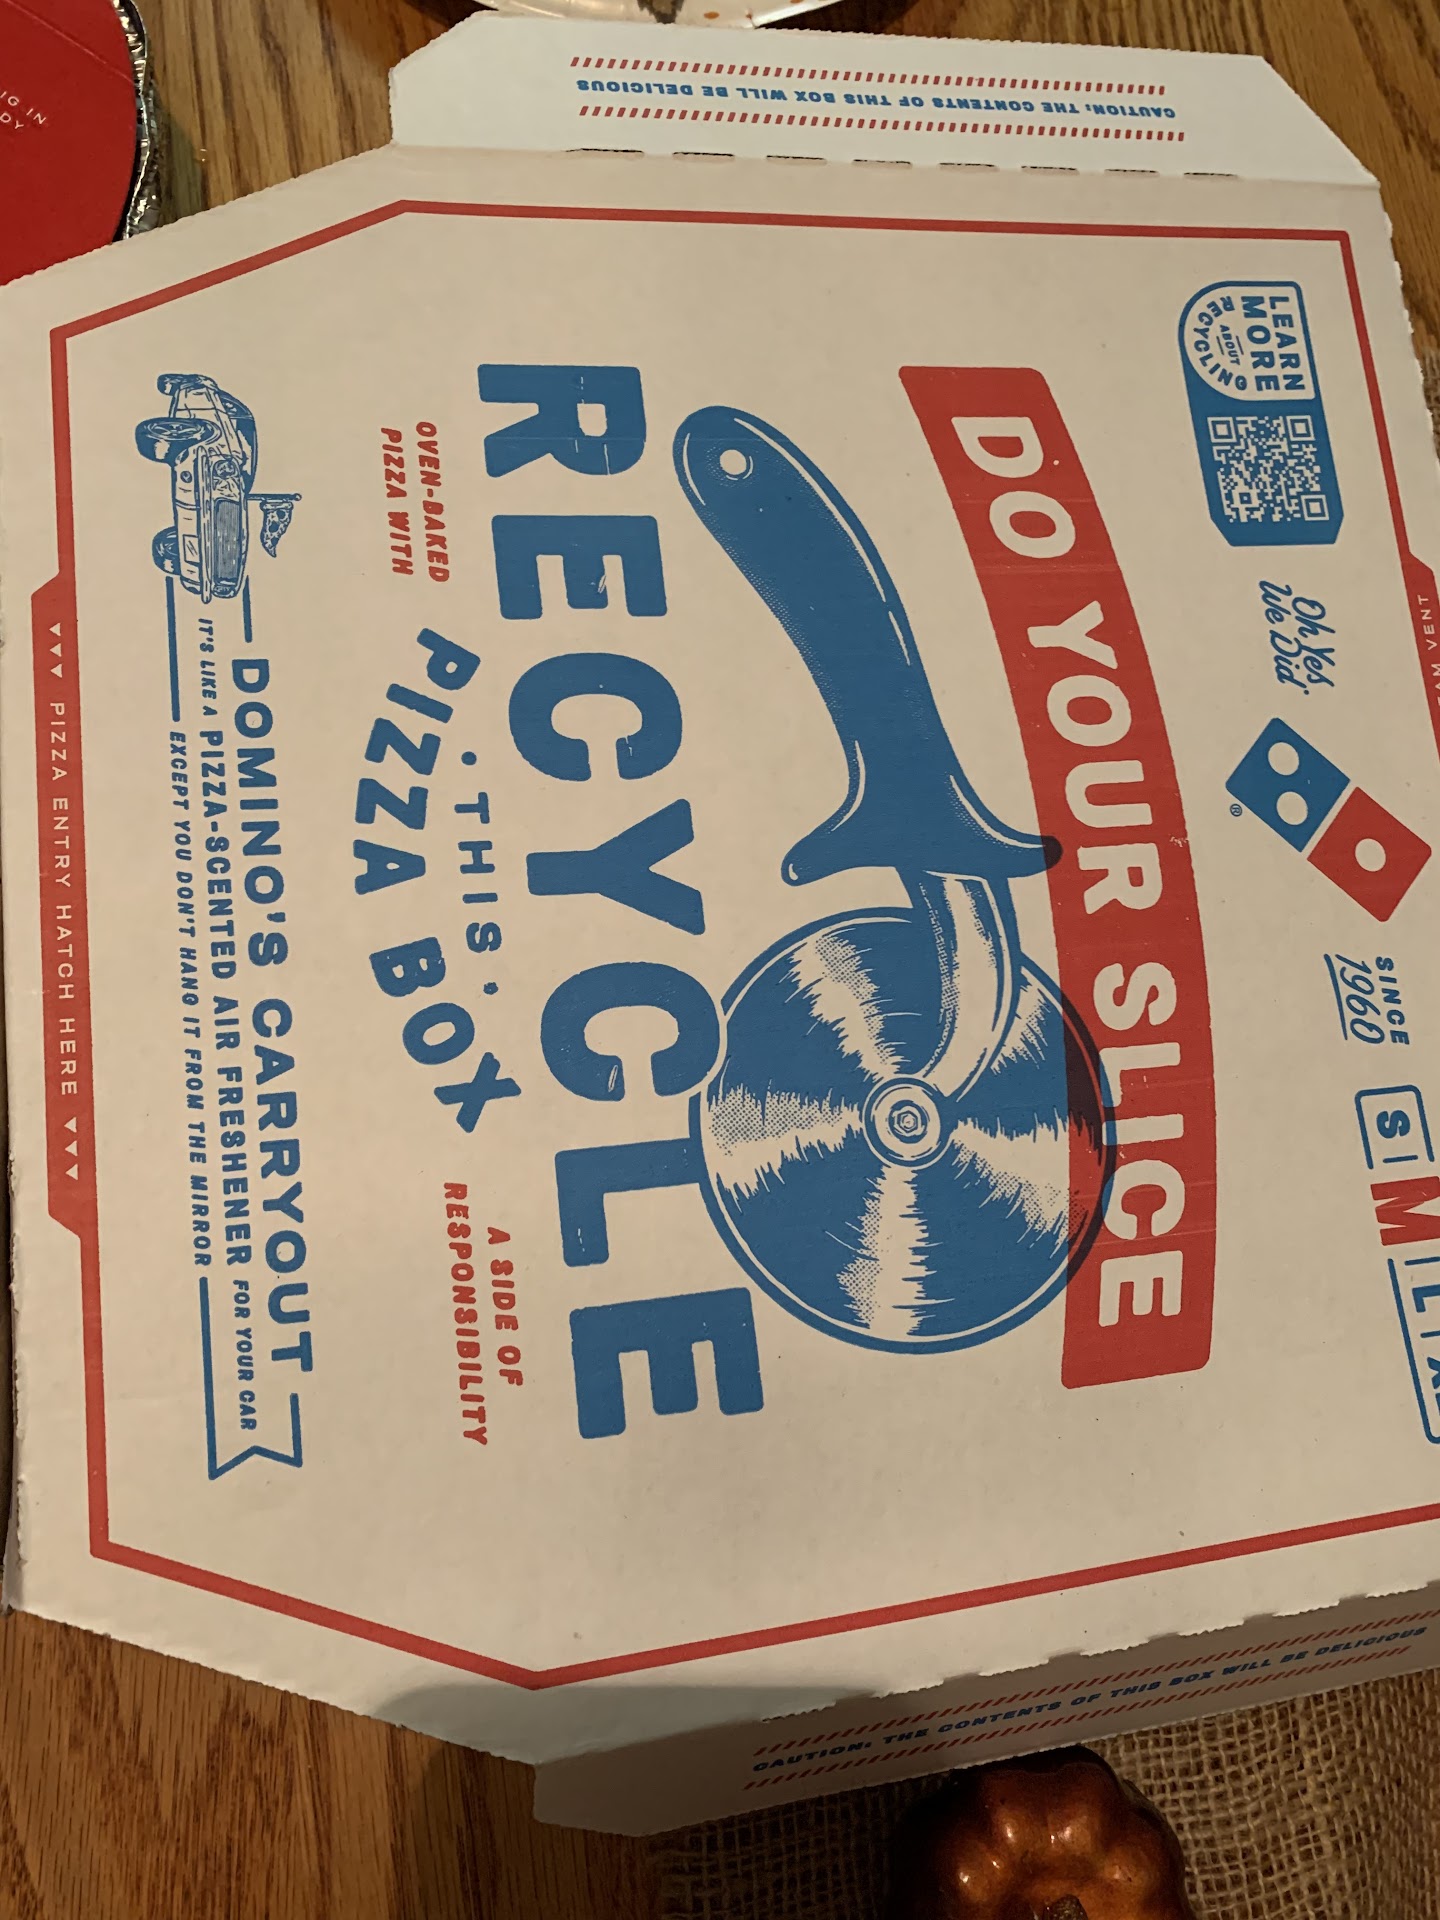 CAUTION: THE CONTENTS OF THIS BOX WILL BE DELICIOUS
LEARN
MORE
ABOUT
RECYCLING
Oh Yes
We Did
®
SINCE
1960
DO YOUR SLICE
RECYCLE
• THIS •
PIZZA BOX
OVEN-BAKED
PIZZA WITH
A SIDE OF
RESPONSIBILITY
DOMINO'S CARRYOUT
IT'S LIKE A PIZZA-SCENTED AIR FRESHENER FOR YOUR CAR
EXCEPT YOU DON'T HANG IT FROM THE MIRROR
▼▼▼ PIZZA ENTRY HATCH HERE ▼▼▼
CAUTION: THE CONTENTS OF THIS BOX WILL BE DELICIOUS
VENT
IN